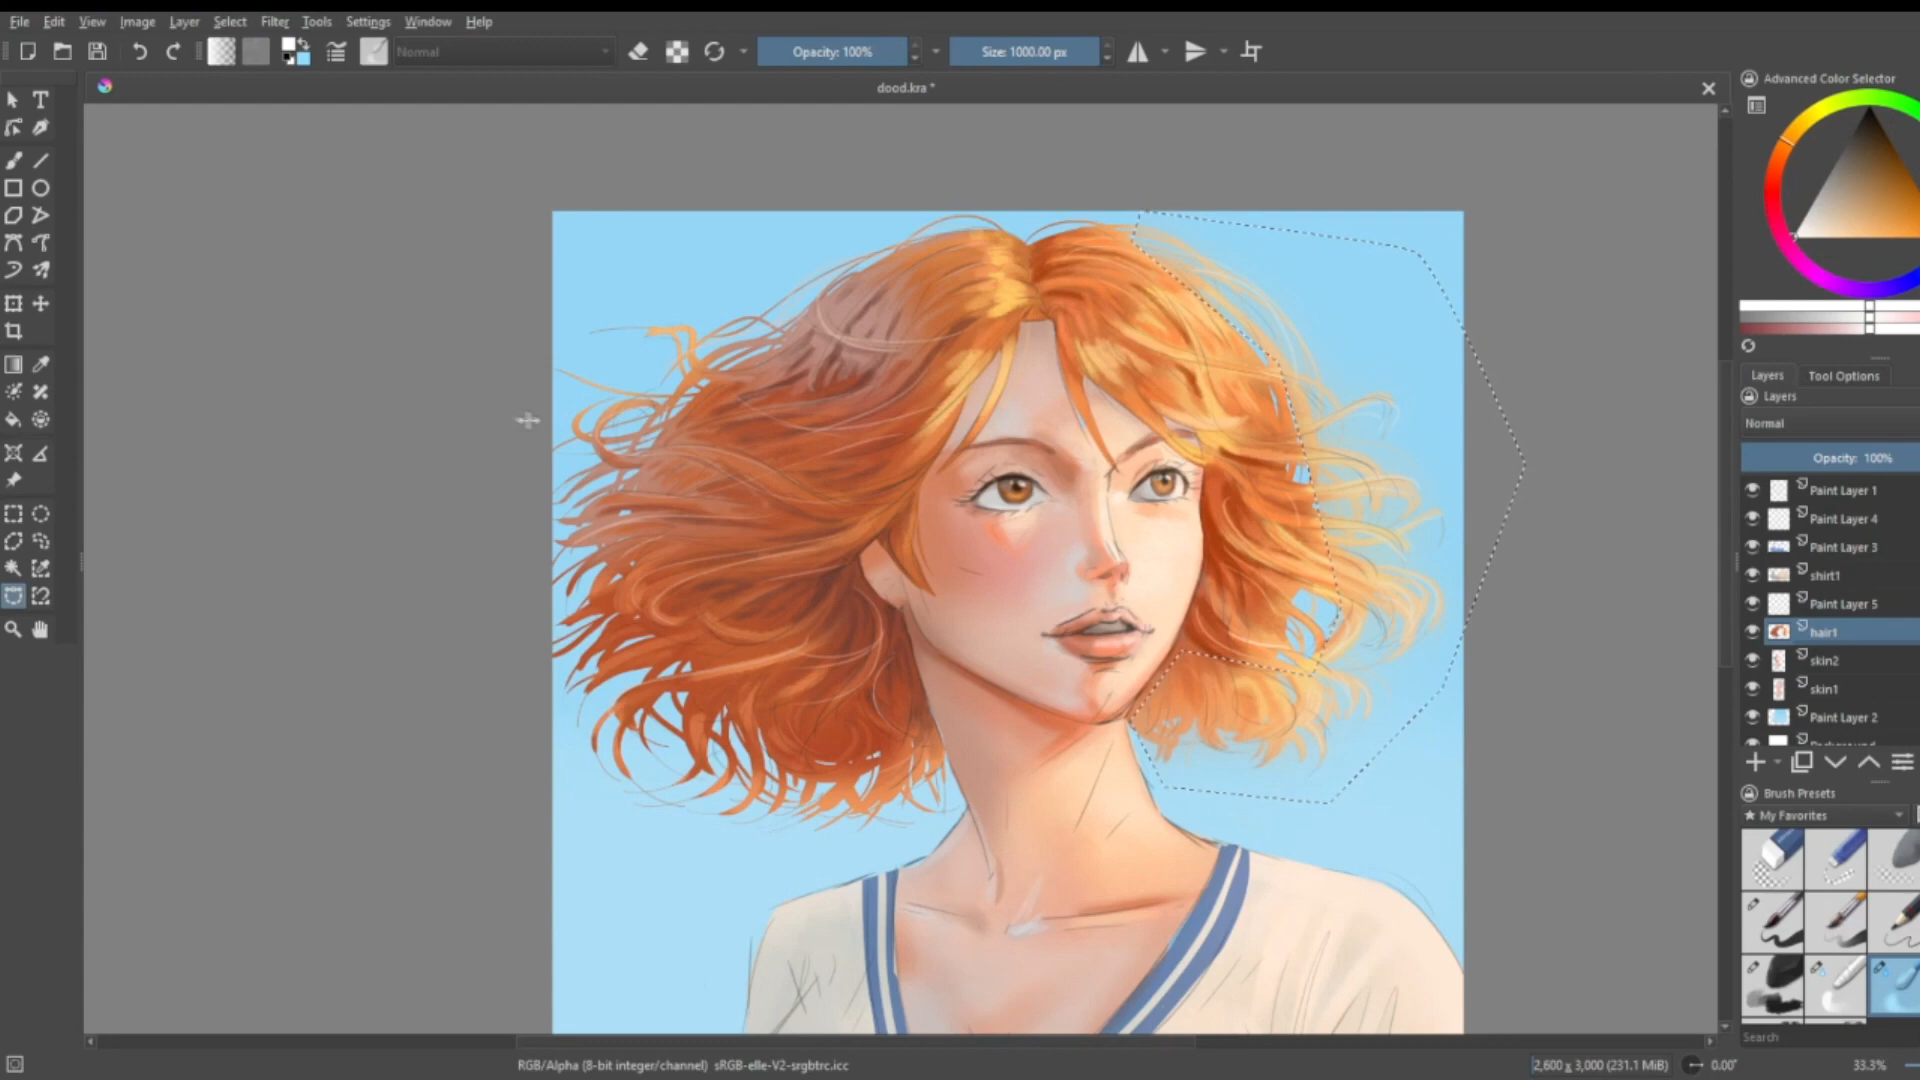 File Edit View Image Layer Select Filter Tools Settings Window Help
Normal Opacity: 100% Size: 1000.00 px
dood.kra *
Advanced Color Selector
Layers Tool Options
Layers
Normal
Opacity: 100%
Paint Layer 1
Paint Layer 4
Paint Layer 3
shirt1
Paint Layer 5
hair1
skin2
skin1
Paint Layer 2
Brush Presets
★ My Favorites
Search
RGB/Alpha (8-bit integer/channel) sRGB-elle-V2-srgbtrc.icc 2,600 x 3,000 (231.1 MiB) 0.00° 33.3%